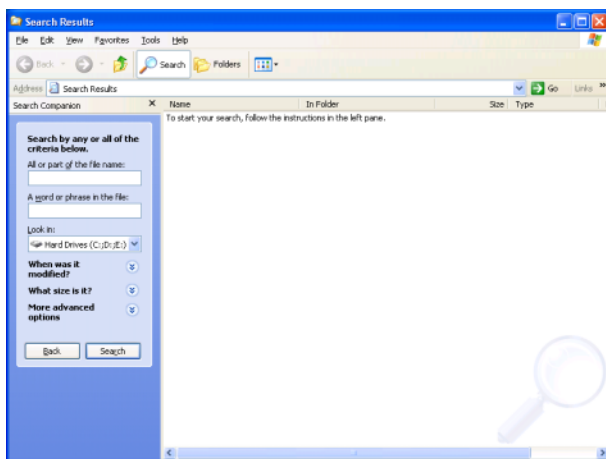 Search Results
File Edit View Favorites Tools Help
Back Search Folders
Address Search Results Go Links »
Search Companion X Name In Folder Size Type
To start your search, follow the instructions in the left pane.
Search by any or all of the
criteria below.
All or part of the file name:
A word or phrase in the file:
Look in:
Hard Drives (C:;D:;E:)
When was it
modified?
What size is it?
More advanced
options
Back Search